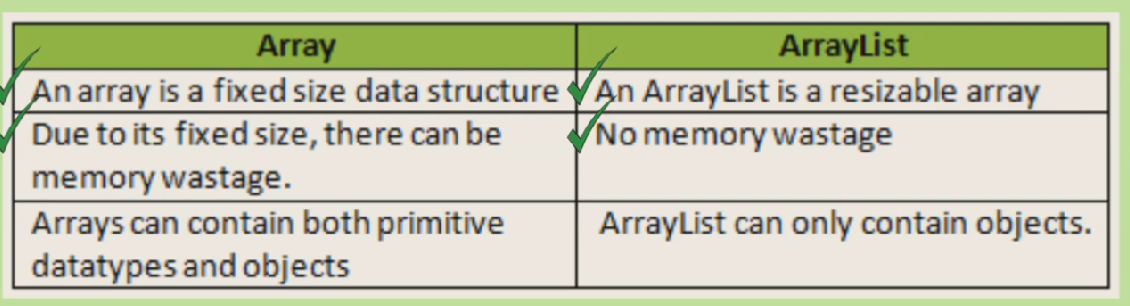 Array
ArrayList
An array is a fixed size data structure
An ArrayList is a resizable array
Due to its fixed size, there can be
memory wastage.
No memory wastage
Arrays can contain both primitive
datatypes and objects
ArrayList can only contain objects.